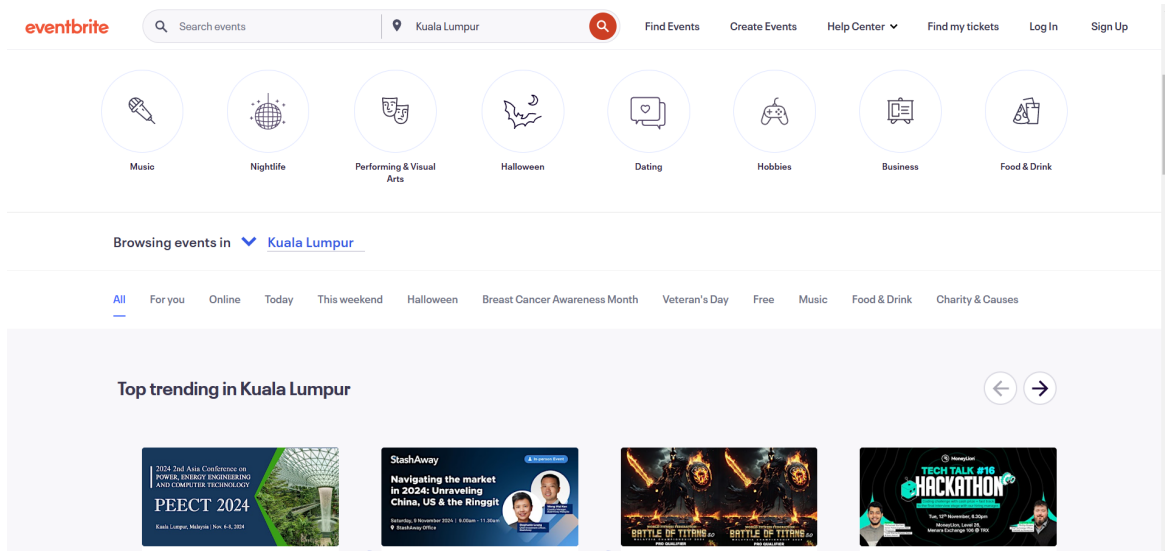 eventbrite
Search events
Kuala Lumpur
Find Events
Create Events
Help Center
Find my tickets
Log In
Sign Up
Music
Nightlife
Performing & Visual
Arts
Halloween
Dating
Hobbies
Business
Food & Drink
Browsing events in Kuala Lumpur
All
For you
Online
Today
This weekend
Halloween
Breast Cancer Awareness Month
Veteran's Day
Free
Music
Food & Drink
Charity & Causes
Top trending in Kuala Lumpur
2024 2nd Asia Conference on
POWER, ENERGY ENGINEERING
AND COMPUTER TECHNOLOGY
PEECT 2024
Kuala Lumpur, Malaysia | Nov. 6-8, 2024
StashAway
In-person Event
Navigating the market
in 2024: Unraveling
China, US & the Ringgit
Saturday, 9 November 2024 | 9.00am - 11.30am
StashAway Office
BATTLE OF TITANS
PRO QUALIFIER
BATTLE OF TITANS
PRO QUALIFIER
MoneyLion
TECH TALK #16
HACKATHON
Tue, 12th November, 6.30pm
MoneyLion, Level 28,
Menara Exchange 106 @ TRX